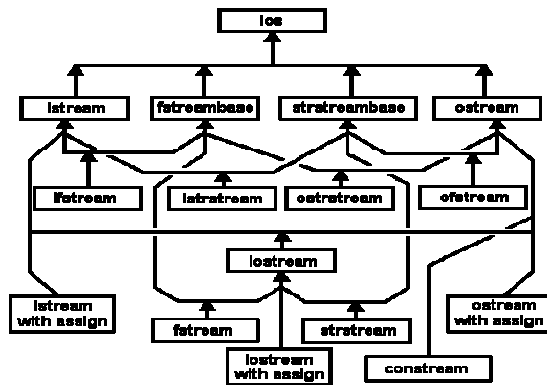 ios
istream
fstreambase
strstreambase
ostream
ifstream
istrstream
ostrstream
ofstream
iostream
istream
with assign
ostream
with assign
fstream
strstream
iostream
with assign
constream